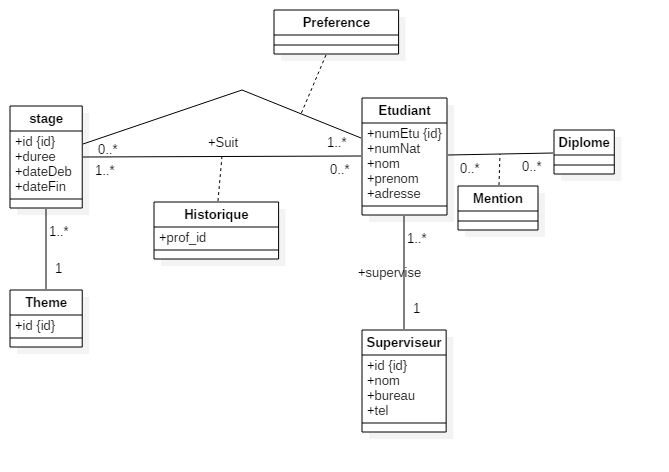 Preference
stage
+id {id}
+duree
+dateDeb
+dateFin
0..*
1..*
+Suit
1..*
0..*
Etudiant
+numEtu {id}
+numNat
+nom
+prenom
+adresse
0..*
0..*
Diplome
Mention
Historique
+prof_id
1..*
1
Theme
+id {id}
1..*
+supervise
1
Superviseur
+id {id}
+nom
+bureau
+tel